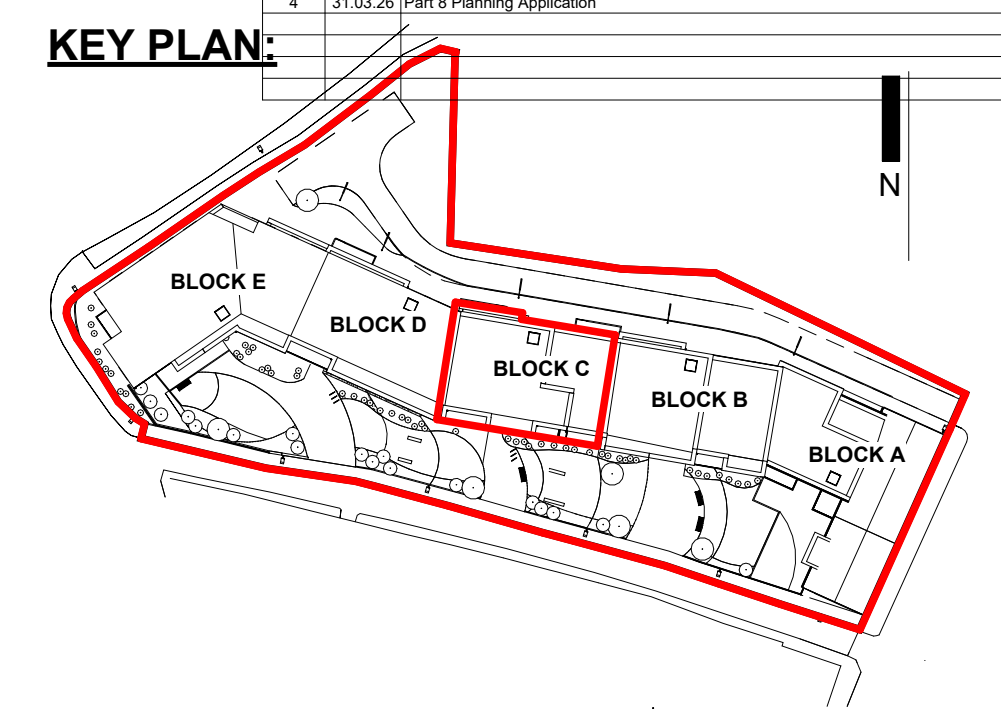 4 31.03.26 Part 8 Planning Application
KEY PLAN:
N
BLOCK E
BLOCK D
BLOCK C
BLOCK B
BLOCK A